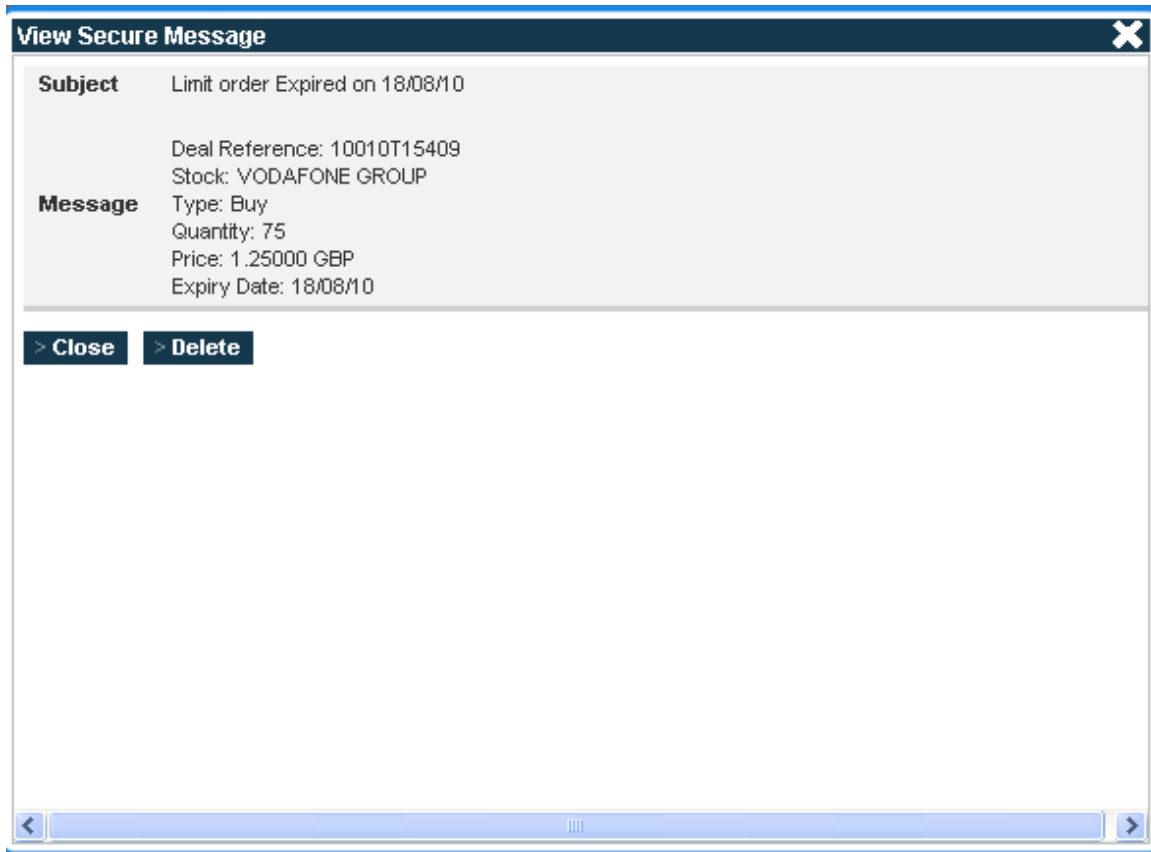 View Secure Message
Subject Limit order Expired on 18/08/10
Deal Reference: 10010T15409
Stock: VODAFONE GROUP
Message Type: Buy
Quantity: 75
Price: 1.25000 GBP
Expiry Date: 18/08/10
> Close > Delete